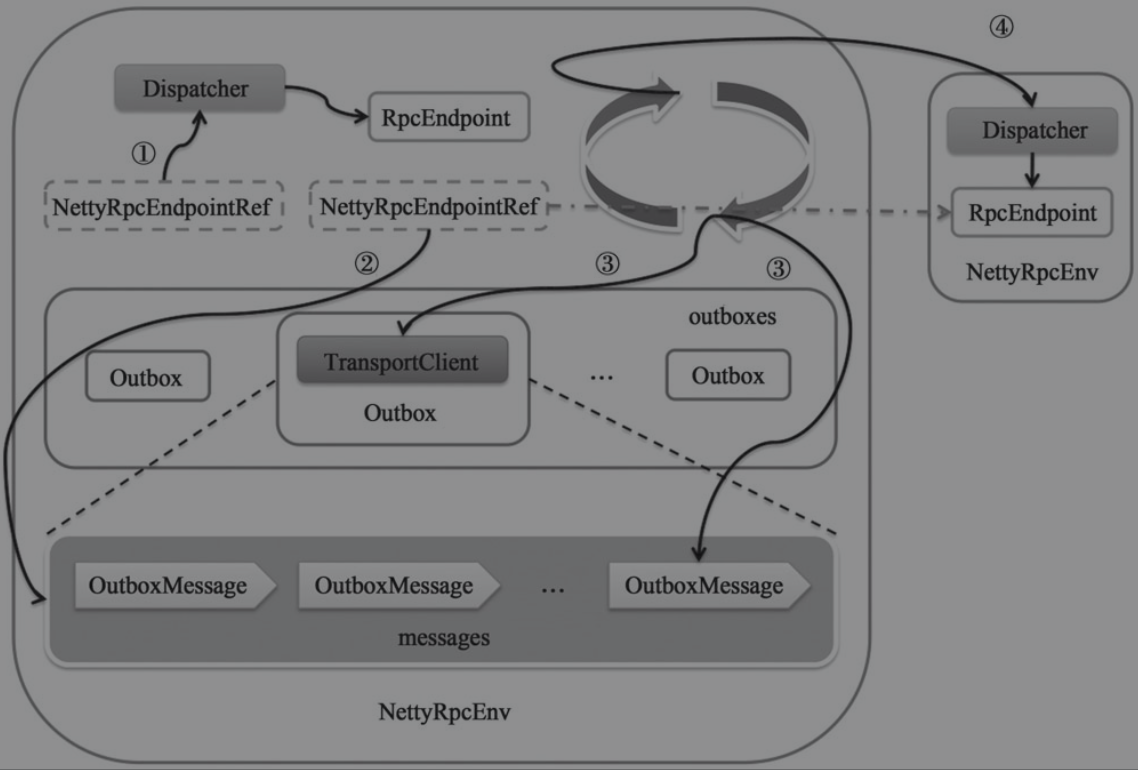 ④
Dispatcher
RpcEndpoint
①
Dispatcher
NettyRpcEndpointRef
NettyRpcEndpointRef
RpcEndpoint
②
③
③
NettyRpcEnv
outboxes
TransportClient
Outbox
...
Outbox
Outbox
OutboxMessage
OutboxMessage
...
OutboxMessage
messages
NettyRpcEnv